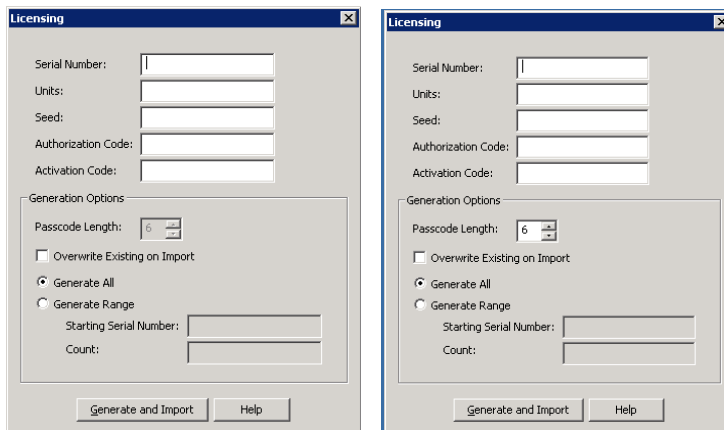 Licensing
Serial Number:
Units:
Seed:
Authorization Code:
Activation Code:
Generation Options
Passcode Length: 6
Overwrite Existing on Import
Generate All
Generate Range
Starting Serial Number:
Count:
Generate and Import Help
Licensing
Serial Number:
Units:
Seed:
Authorization Code:
Activation Code:
Generation Options
Passcode Length: 6
Overwrite Existing on Import
Generate All
Generate Range
Starting Serial Number:
Count:
Generate and Import Help